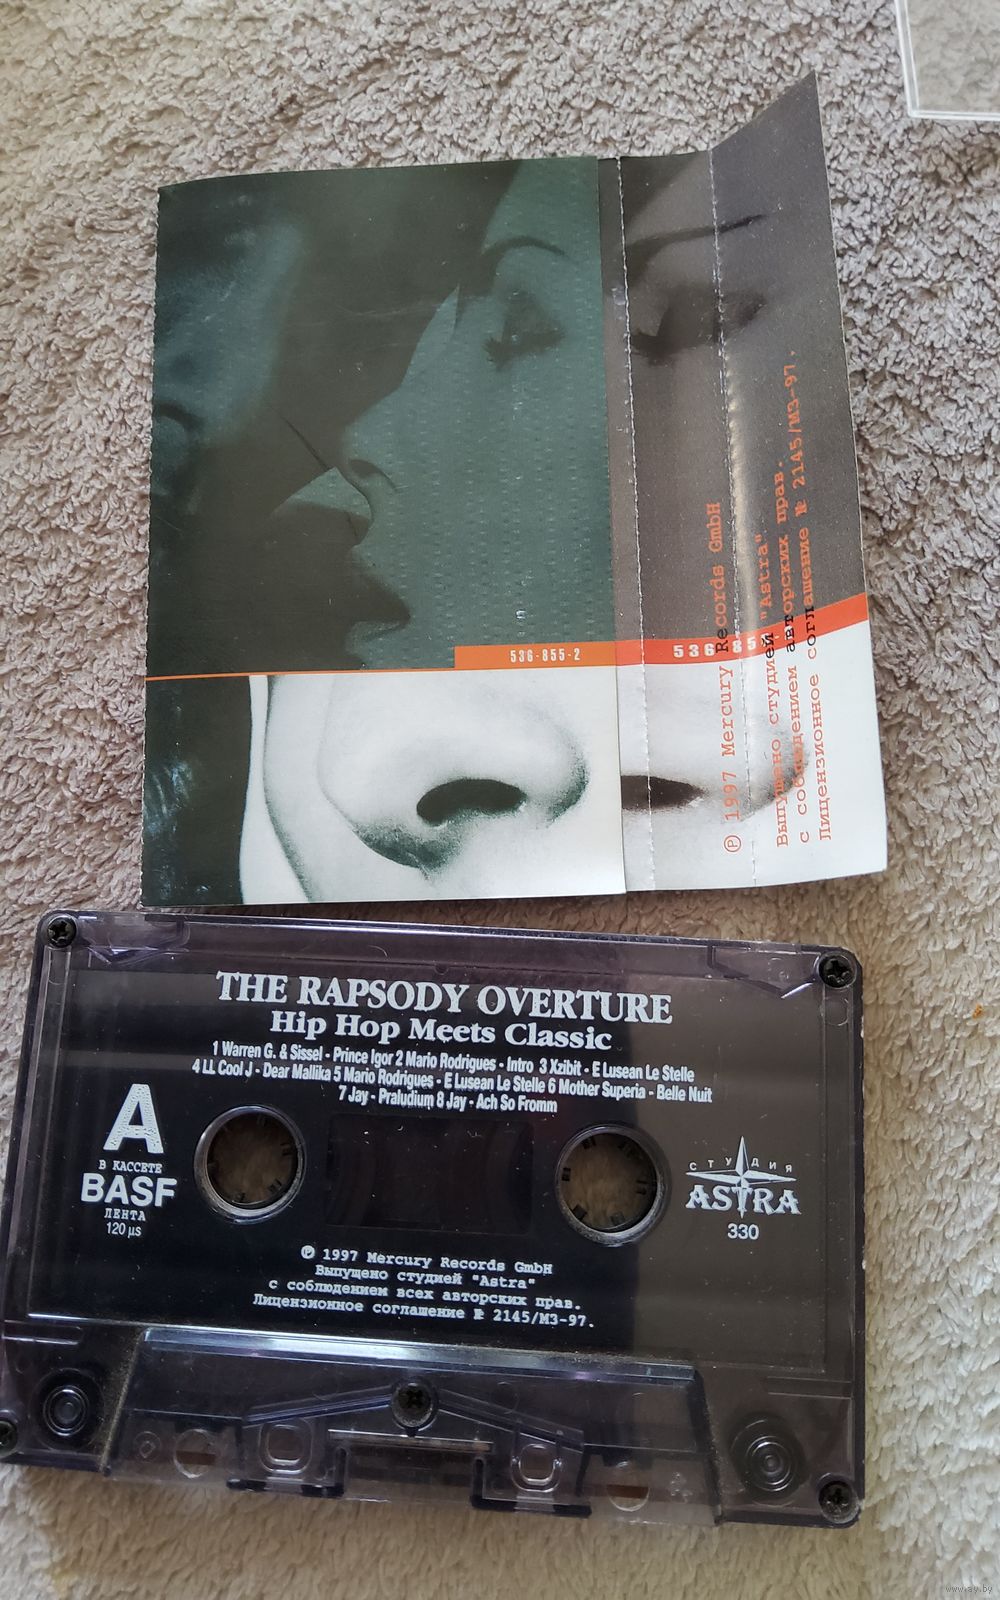 536-855-2
536 85
℗ 1997 Mercury Records GmbH
Выпущено студией "Astra"
с соблюдением авторских прав.
Лицензионное соглашение № 2145/МЗ-97.
THE RAPSODY OVERTURE
Hip Hop Meets Classic
1 Warren G. & Sissel - Prince Igor 2 Mario Rodrigues - Intro 3 Xzibit - E Lusean Le Stelle
4 LL Cool J - Dear Mallika 5 Mario Rodrigues - E Lusean Le Stelle 6 Mother Superia - Belle Nuit
7 Jay - Praludium 8 Jay - Ach So Fromm
A
В КАССЕТЕ
BASF
ЛЕНТА
120 µs
СТУДИЯ
ASTRA
330
℗ 1997 Mercury Records GmbH
Выпущено студией "Astra"
с соблюдением всех авторских прав.
Лицензионное соглашение № 2145/МЗ-97.
www.ay.by